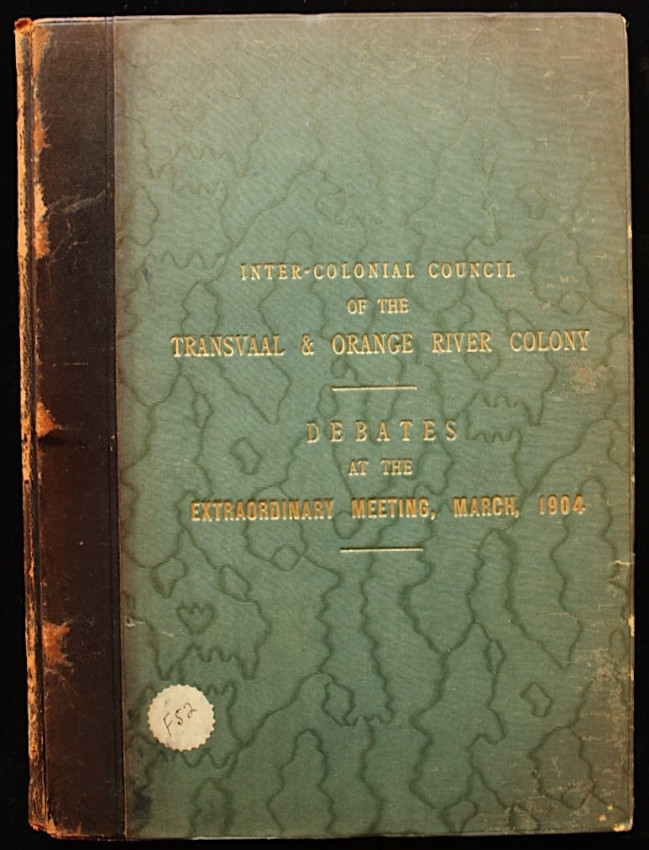 INTER-COLONIAL COUNCIL
OF THE
TRANSVAAL & ORANGE RIVER COLONY
DEBATES
AT THE
EXTRAORDINARY MEETING, MARCH, 1904
F52